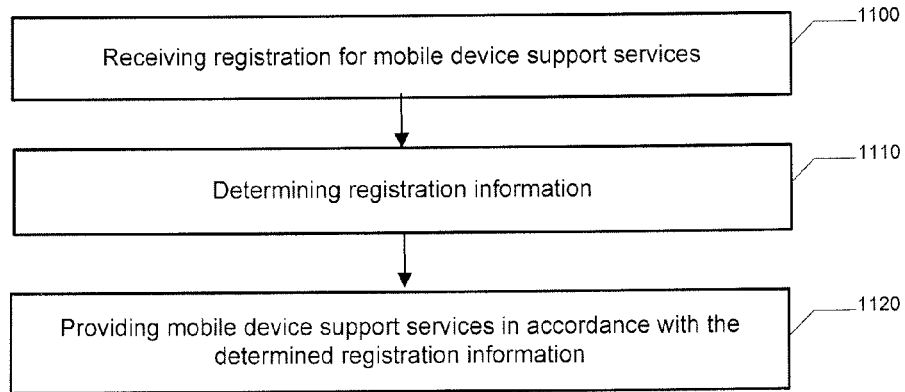 1100
Receiving registration for mobile device support services
1110
Determining registration information
1120
Providing mobile device support services in accordance with the
determined registration information